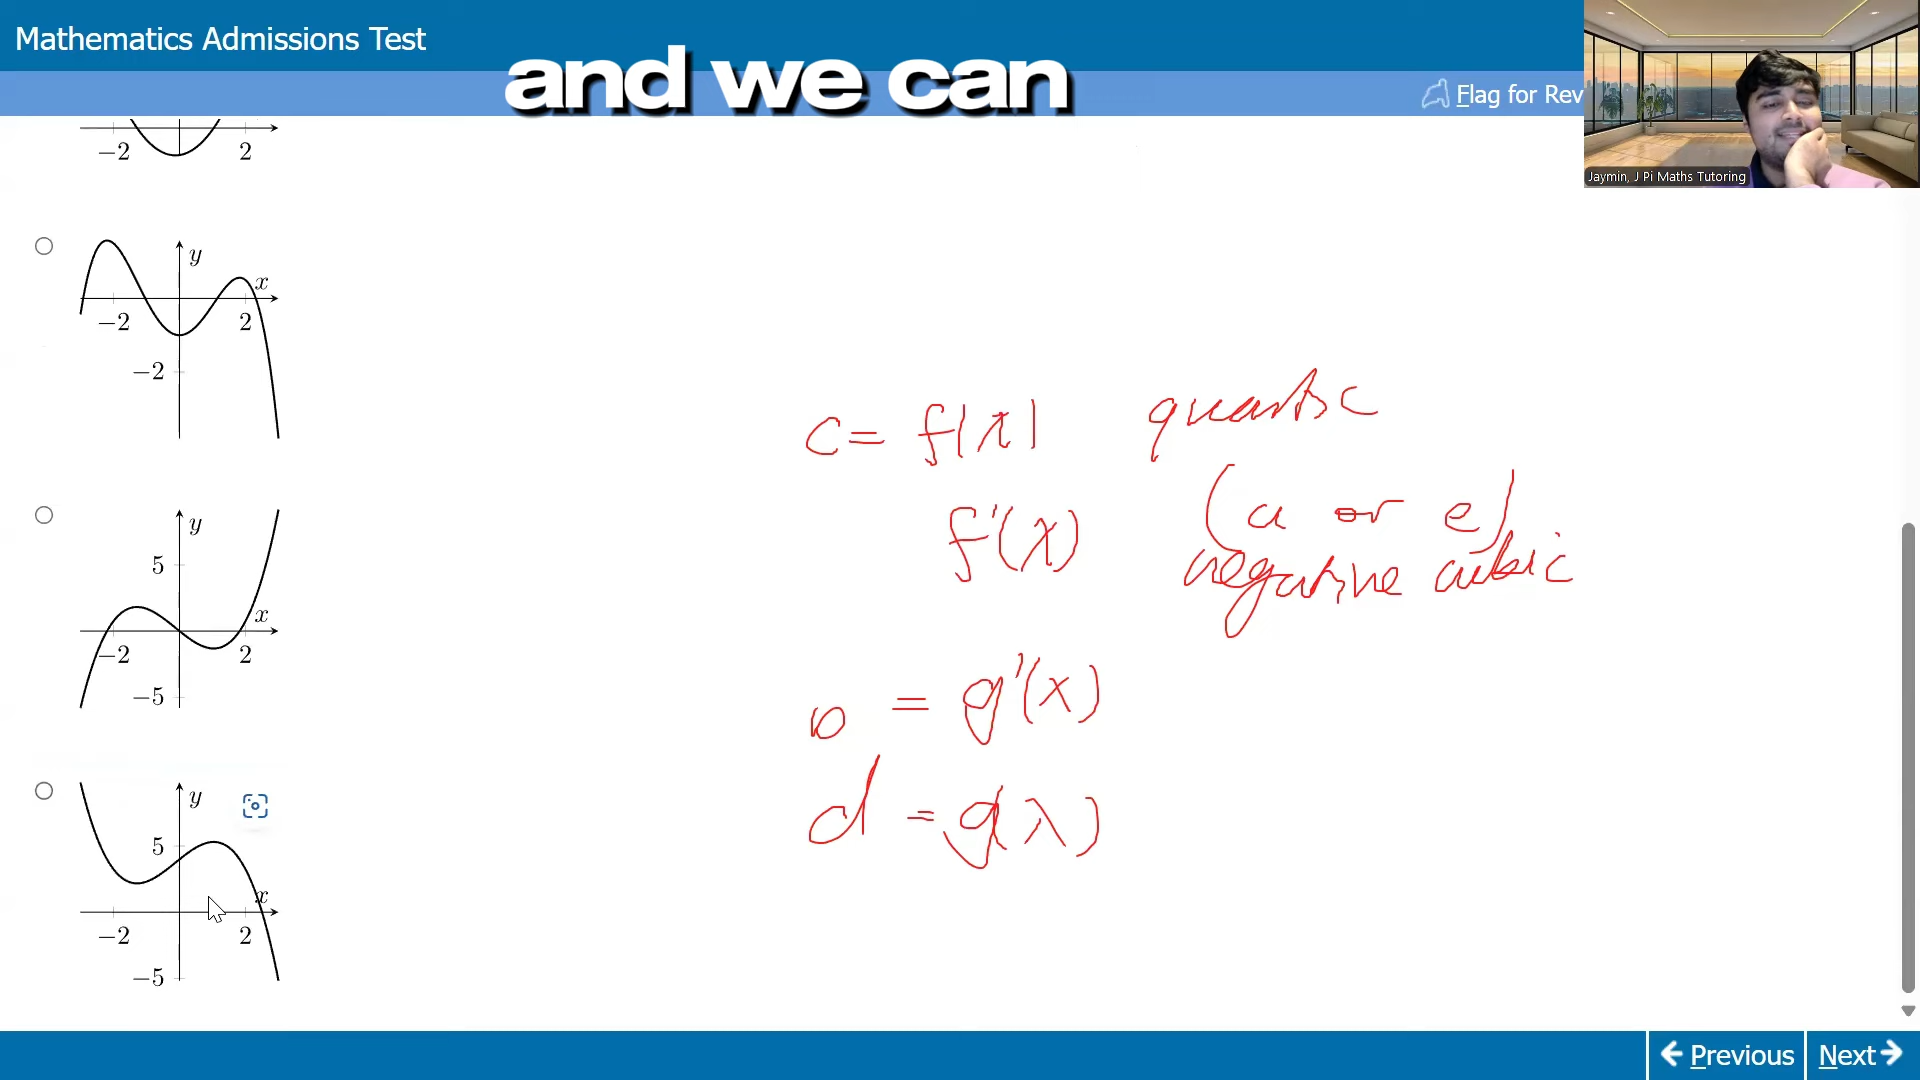 Mathematics Admissions Test
and we can
Flag for Rev
Jaymin, J Pi Maths Tutoring
−2 2
y
x
−2 2
−2
y
5
x
−2 2
−5
y
5
x
−2 2
−5
c = f(x) quartic
f'(x) (a or e)
negative cubic
b = g'(x)
d = g(x)
Previous Next